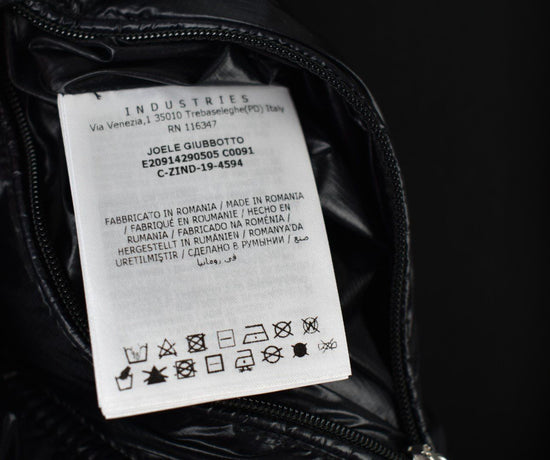 INDUSTRIES
Via Venezia,1 35010 Trebaseleghe(PD) Italy
RN 116347
JOELE GIUBBOTTO
E20914290505 C0091
C-ZIND-19-4594
FABBRICATO IN ROMANIA / MADE IN ROMANIA
/ FABRIQUÉ EN ROUMANIE / HECHO EN
RUMANIA / FABRICADO NA ROMÉNIA /
HERGESTELLT IN RUMÄNIEN / ROMANYA'DA
URETILMIŞTIR / СДЕЛАНО В РУМЫНИИ / صنع
في رومانيا